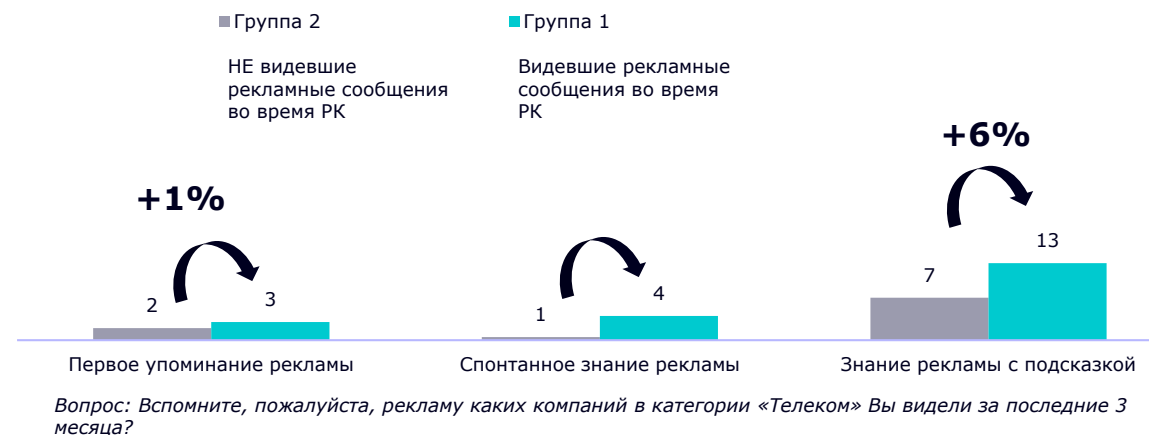 Группа 2
Группа 1
НЕ видевшие
рекламные сообщения
во время РК
Видевшие рекламные
сообщения во время
РК
+1%
+6%
2
3
1
4
7
13
Первое упоминание рекламы
Спонтанное знание рекламы
Знание рекламы с подсказкой
Вопрос: Вспомните, пожалуйста, рекламу каких компаний в категории «Телеком» Вы видели за последние 3
месяца?